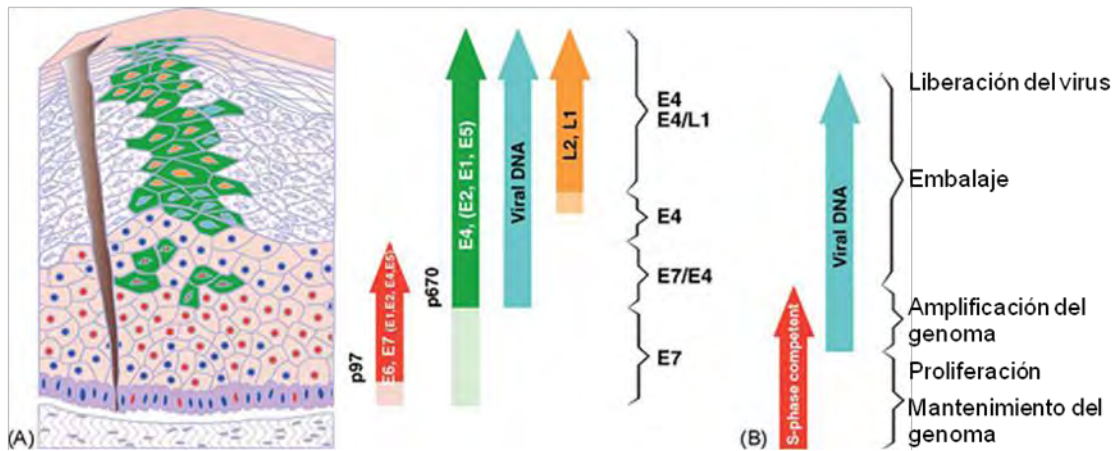 (A)
p97
E6, E7 (E1,E2, E4,E5)
p670
E4, (E2, E1, E5)
Viral DNA
L2, L1
E4
E4/L1
E4
E7/E4
E7
(B)
S-phase competent
Viral DNA
Liberación del virus
Embalaje
Amplificación del
genoma
Proliferación
Mantenimiento del
genoma